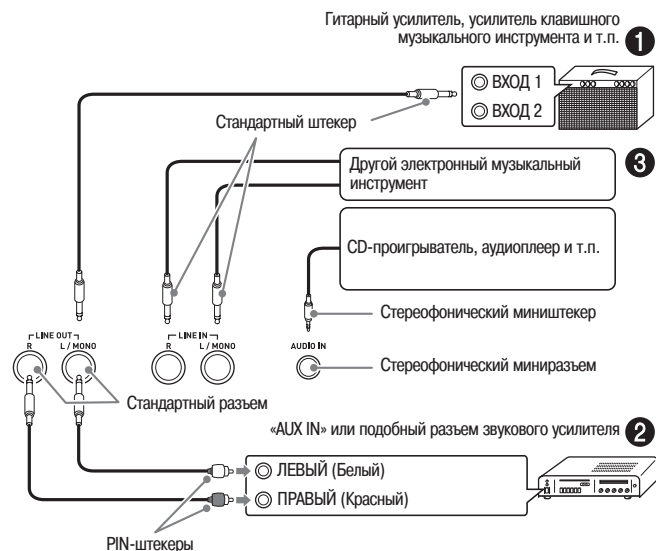 Гитарный усилитель, усилитель клавишного
музыкального инструмента и т.п. 1
ВХОД 1
ВХОД 2
Стандартный штекер
3
Другой электронный музыкальный
инструмент
CD-проигрыватель, аудиоплеер и т.п.
Стереофонический миништекер
LINE OUT
R L / MONO
LINE IN
R L / MONO
AUDIO IN
Стереофонический миниразъем
Стандартный разъем
«AUX IN» или подобный разъем звукового усилителя 2
ЛЕВЫЙ (Белый)
ПРАВЫЙ (Красный)
PIN-штекеры